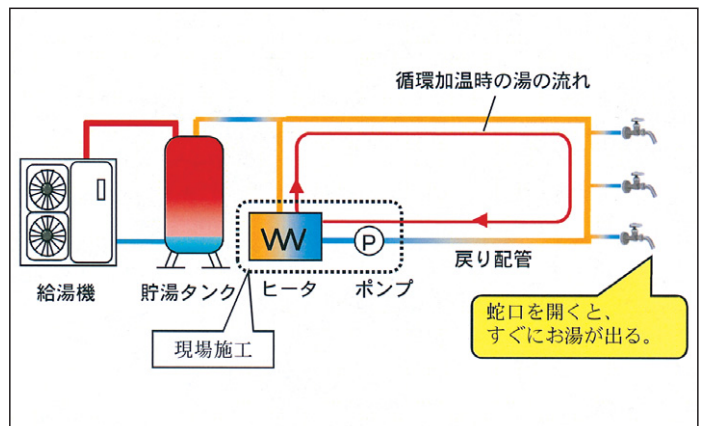 循環加温時の湯の流れ
P
給湯機
貯湯タンク
ヒータ
ポンプ
戻り配管
現場施工
蛇口を開くと、
すぐにお湯が出る。